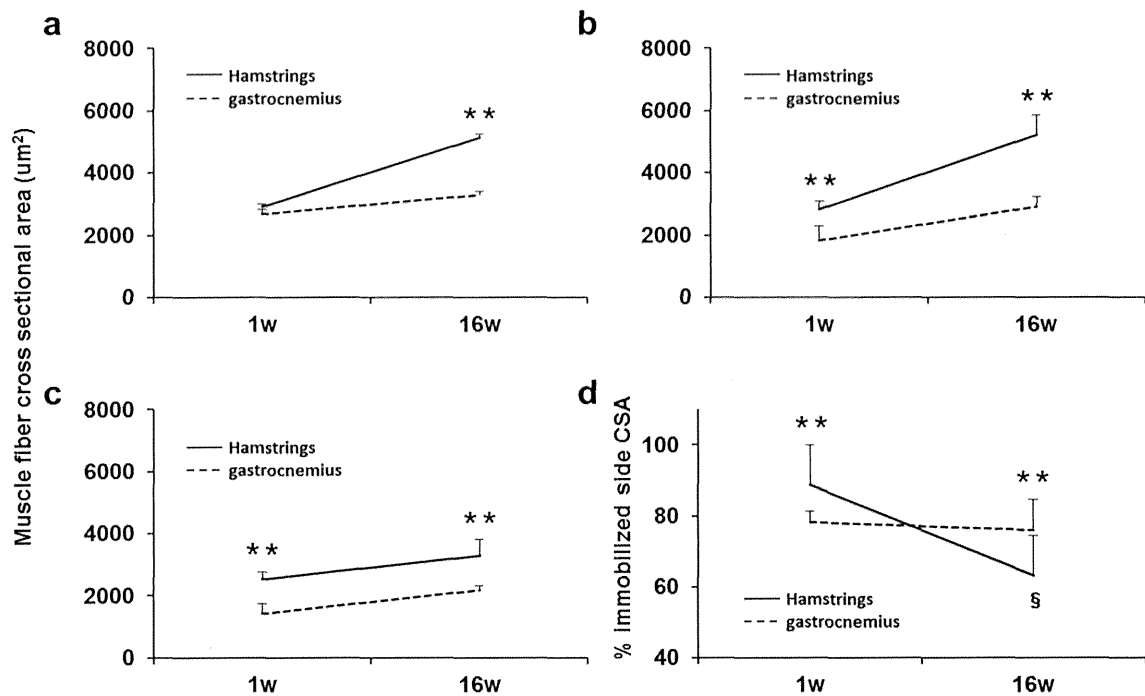 Muscle fiber cross sectional area (um²)
a
8000
6000
4000
2000
0
Hamstrings
gastrocnemius
**
1w
16w
b
8000
6000
4000
2000
0
Hamstrings
gastrocnemius
**
**
1w
16w
c
8000
6000
4000
2000
0
Hamstrings
gastrocnemius
**
**
1w
16w
d
% immobilized side CSA
100
80
60
40
**
**
§
Hamstrings
gastrocnemius
1w
16w